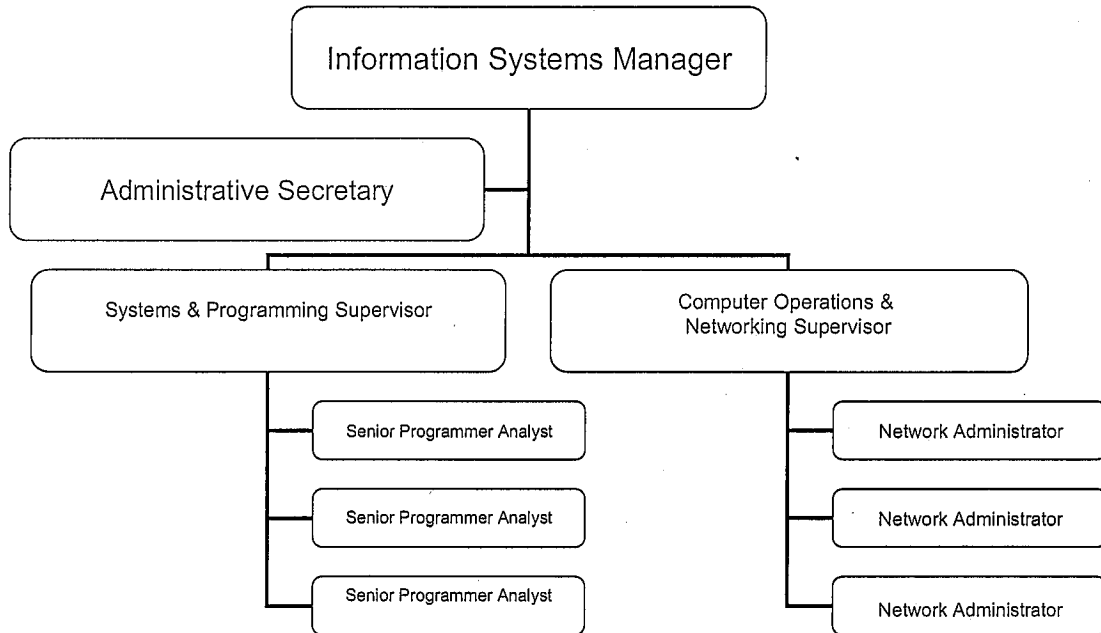 Information Systems Manager
Administrative Secretary
Systems & Programming Supervisor
Computer Operations &
Networking Supervisor
Senior Programmer Analyst
Senior Programmer Analyst
Senior Programmer Analyst
Network Administrator
Network Administrator
Network Administrator